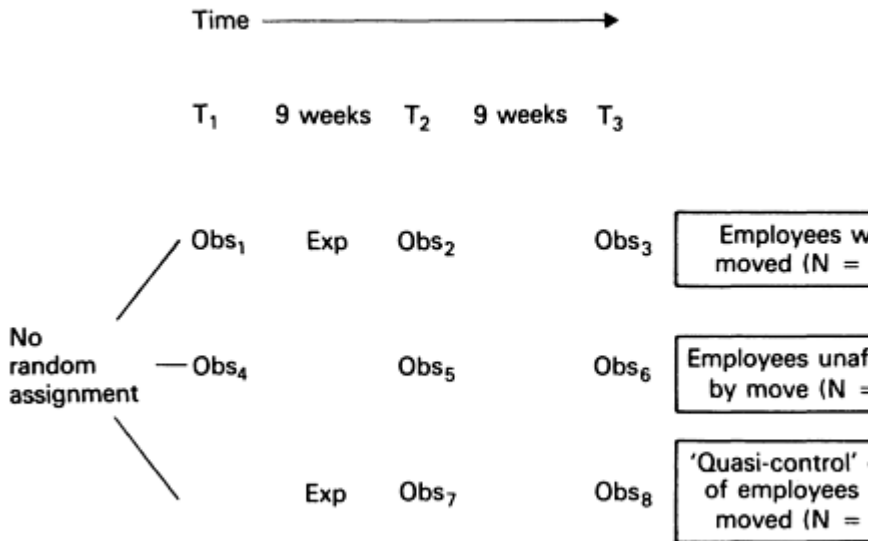 Time
T₁ 9 weeks T₂ 9 weeks T₃
Obs₁ Exp Obs₂ Obs₃
Employees
moved (N =
No
random
assignment
Obs₄ Obs₅ Obs₆
Employees
by move (N =
'Quasi-control'
of employees
moved (N =
Exp Obs₇ Obs₈